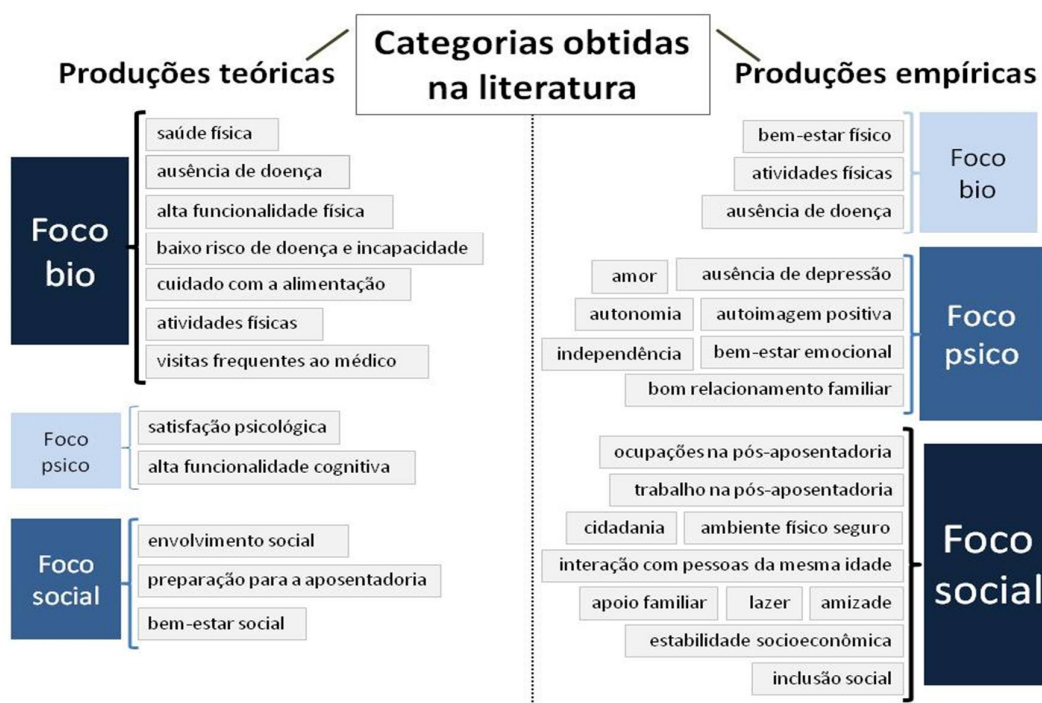 Categorias obtidas
na literatura
Produções teóricas
Foco
bio
saúde física
ausência de doença
alta funcionalidade física
baixo risco de doença e incapacidade
cuidado com a alimentação
atividades físicas
visitas frequentes ao médico
Foco
psico
satisfação psicológica
alta funcionalidade cognitiva
Foco
social
envolvimento social
preparação para a aposentadoria
bem-estar social
Produções empíricas
bem-estar físico
atividades físicas
ausência de doença
Foco
bio
amor
ausência de depressão
autonomia
autoimagem positiva
independência
bem-estar emocional
bom relacionamento familiar
Foco
psico
ocupações na pós-aposentadoria
trabalho na pós-aposentadoria
cidadania
ambiente físico seguro
interação com pessoas da mesma idade
apoio familiar
lazer
amizade
estabilidade socioeconômica
inclusão social
Foco
social